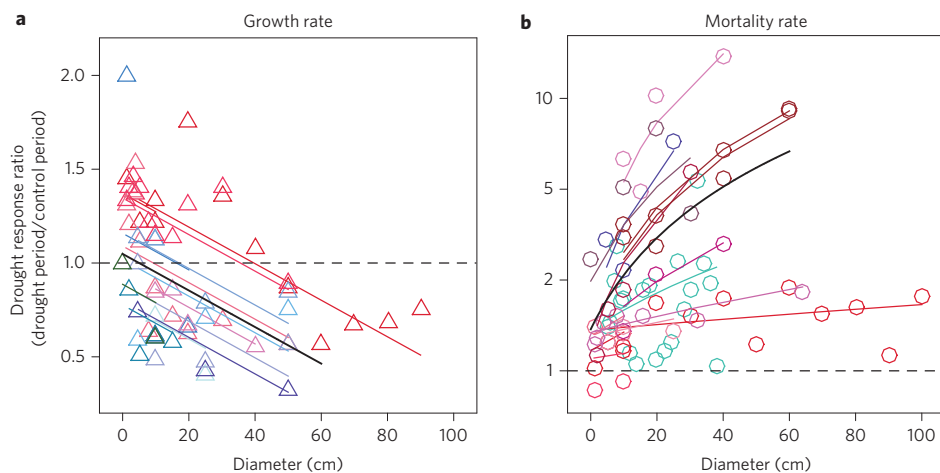 a
Growth rate
Drought response ratio
(drought period/control period)
2.0
1.5
1.0
0.5
0
20
40
60
80
100
Diameter (cm)
b
Mortality rate
10
5
2
1
0
20
40
60
80
100
Diameter (cm)